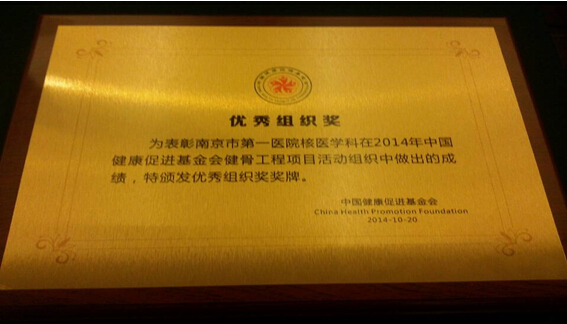 优秀组织奖
为表彰南京市第一医院核医学科在2014年中国
健康促进基金会健骨工程项目活动组织中做出的成
绩，特颁发优秀组织奖奖牌。
中国健康促进基金会
China Health Promotion Foundation
2014-10-20